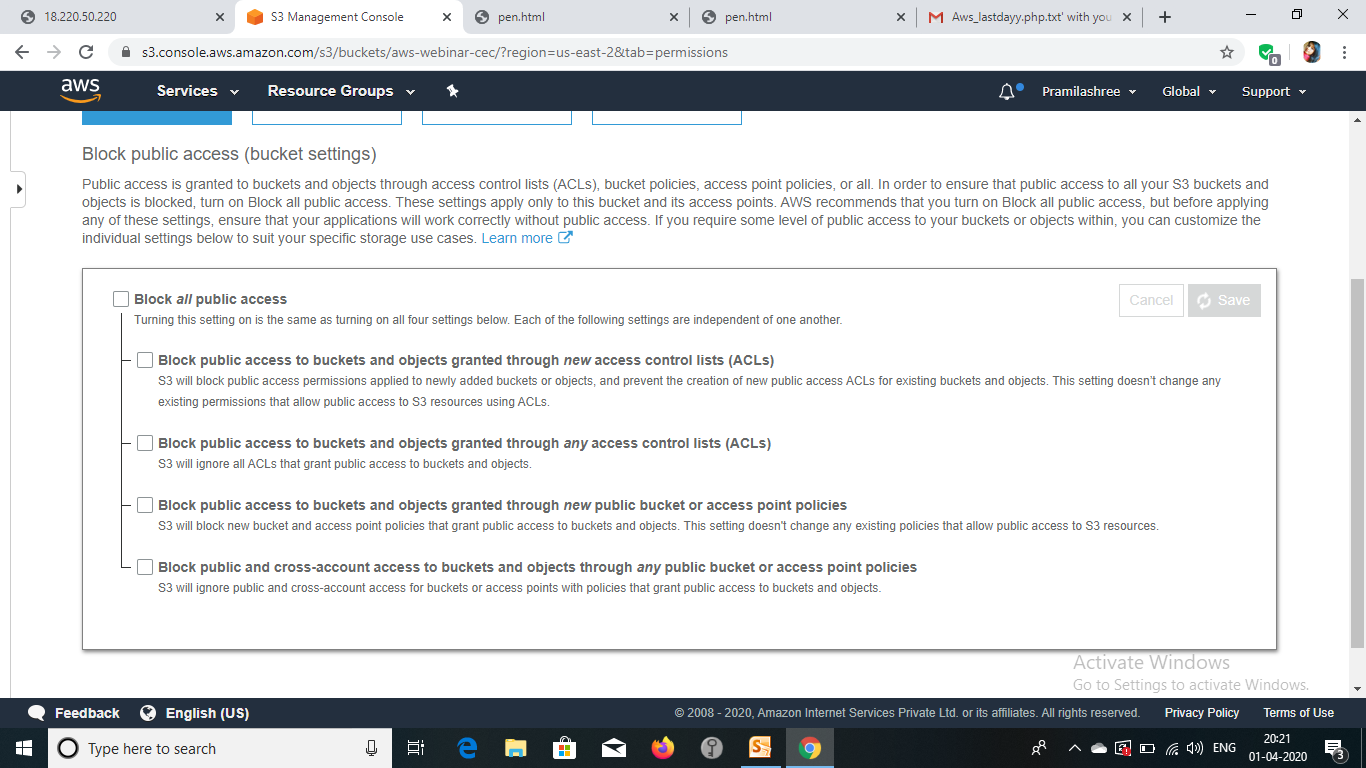 18.220.50.220
S3 Management Console
pen.html
pen.html
Aws_lastdayy.php.txt' with you
s3.console.aws.amazon.com/s3/buckets/aws-webinar-cec/?region=us-east-2&tab=permissions
0
aws
Services
Resource Groups
Pramilashree
Global
Support
Block public access (bucket settings)
Public access is granted to buckets and objects through access control lists (ACLs), bucket policies, access point policies, or all. In order to ensure that public access to all your S3 buckets and
objects is blocked, turn on Block all public access. These settings apply only to this bucket and its access points. AWS recommends that you turn on Block all public access, but before applying
any of these settings, ensure that your applications will work correctly without public access. If you require some level of public access to your buckets or objects within, you can customize the
individual settings below to suit your specific storage use cases. Learn more
Block all public access
Cancel
Save
Turning this setting on is the same as turning on all four settings below. Each of the following settings are independent of one another.
Block public access to buckets and objects granted through new access control lists (ACLs)
S3 will block public access permissions applied to newly added buckets or objects, and prevent the creation of new public access ACLs for existing buckets and objects. This setting doesn't change any
existing permissions that allow public access to S3 resources using ACLs.
Block public access to buckets and objects granted through any access control lists (ACLs)
S3 will ignore all ACLs that grant public access to buckets and objects.
Block public access to buckets and objects granted through new public bucket or access point policies
S3 will block new bucket and access point policies that grant public access to buckets and objects. This setting doesn't change any existing policies that allow public access to S3 resources.
Block public and cross-account access to buckets and objects through any public bucket or access point policies
S3 will ignore public and cross-account access for buckets or access points with policies that grant public access to buckets and objects.
Activate Windows
Go to Settings to activate Windows.
Feedback
English (US)
© 2008 - 2020, Amazon Internet Services Private Ltd. or its affiliates. All rights reserved.
Privacy Policy
Terms of Use
Type here to search
ENG
20:21
01-04-2020
3